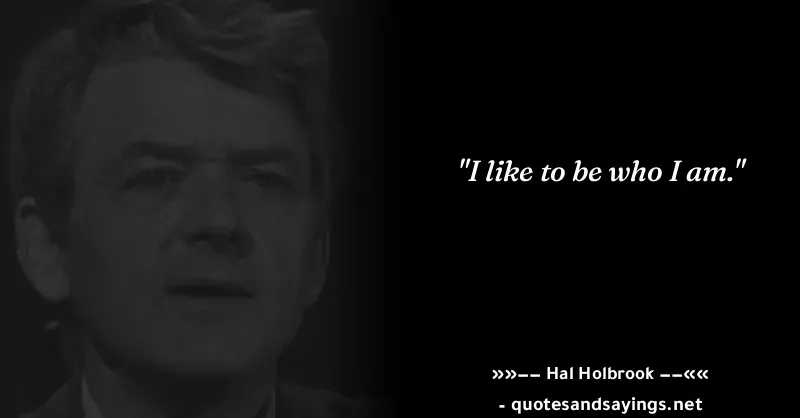 "I like to be who I am."
»»−− Hal Holbrook −−««
- quotesandsayings.net